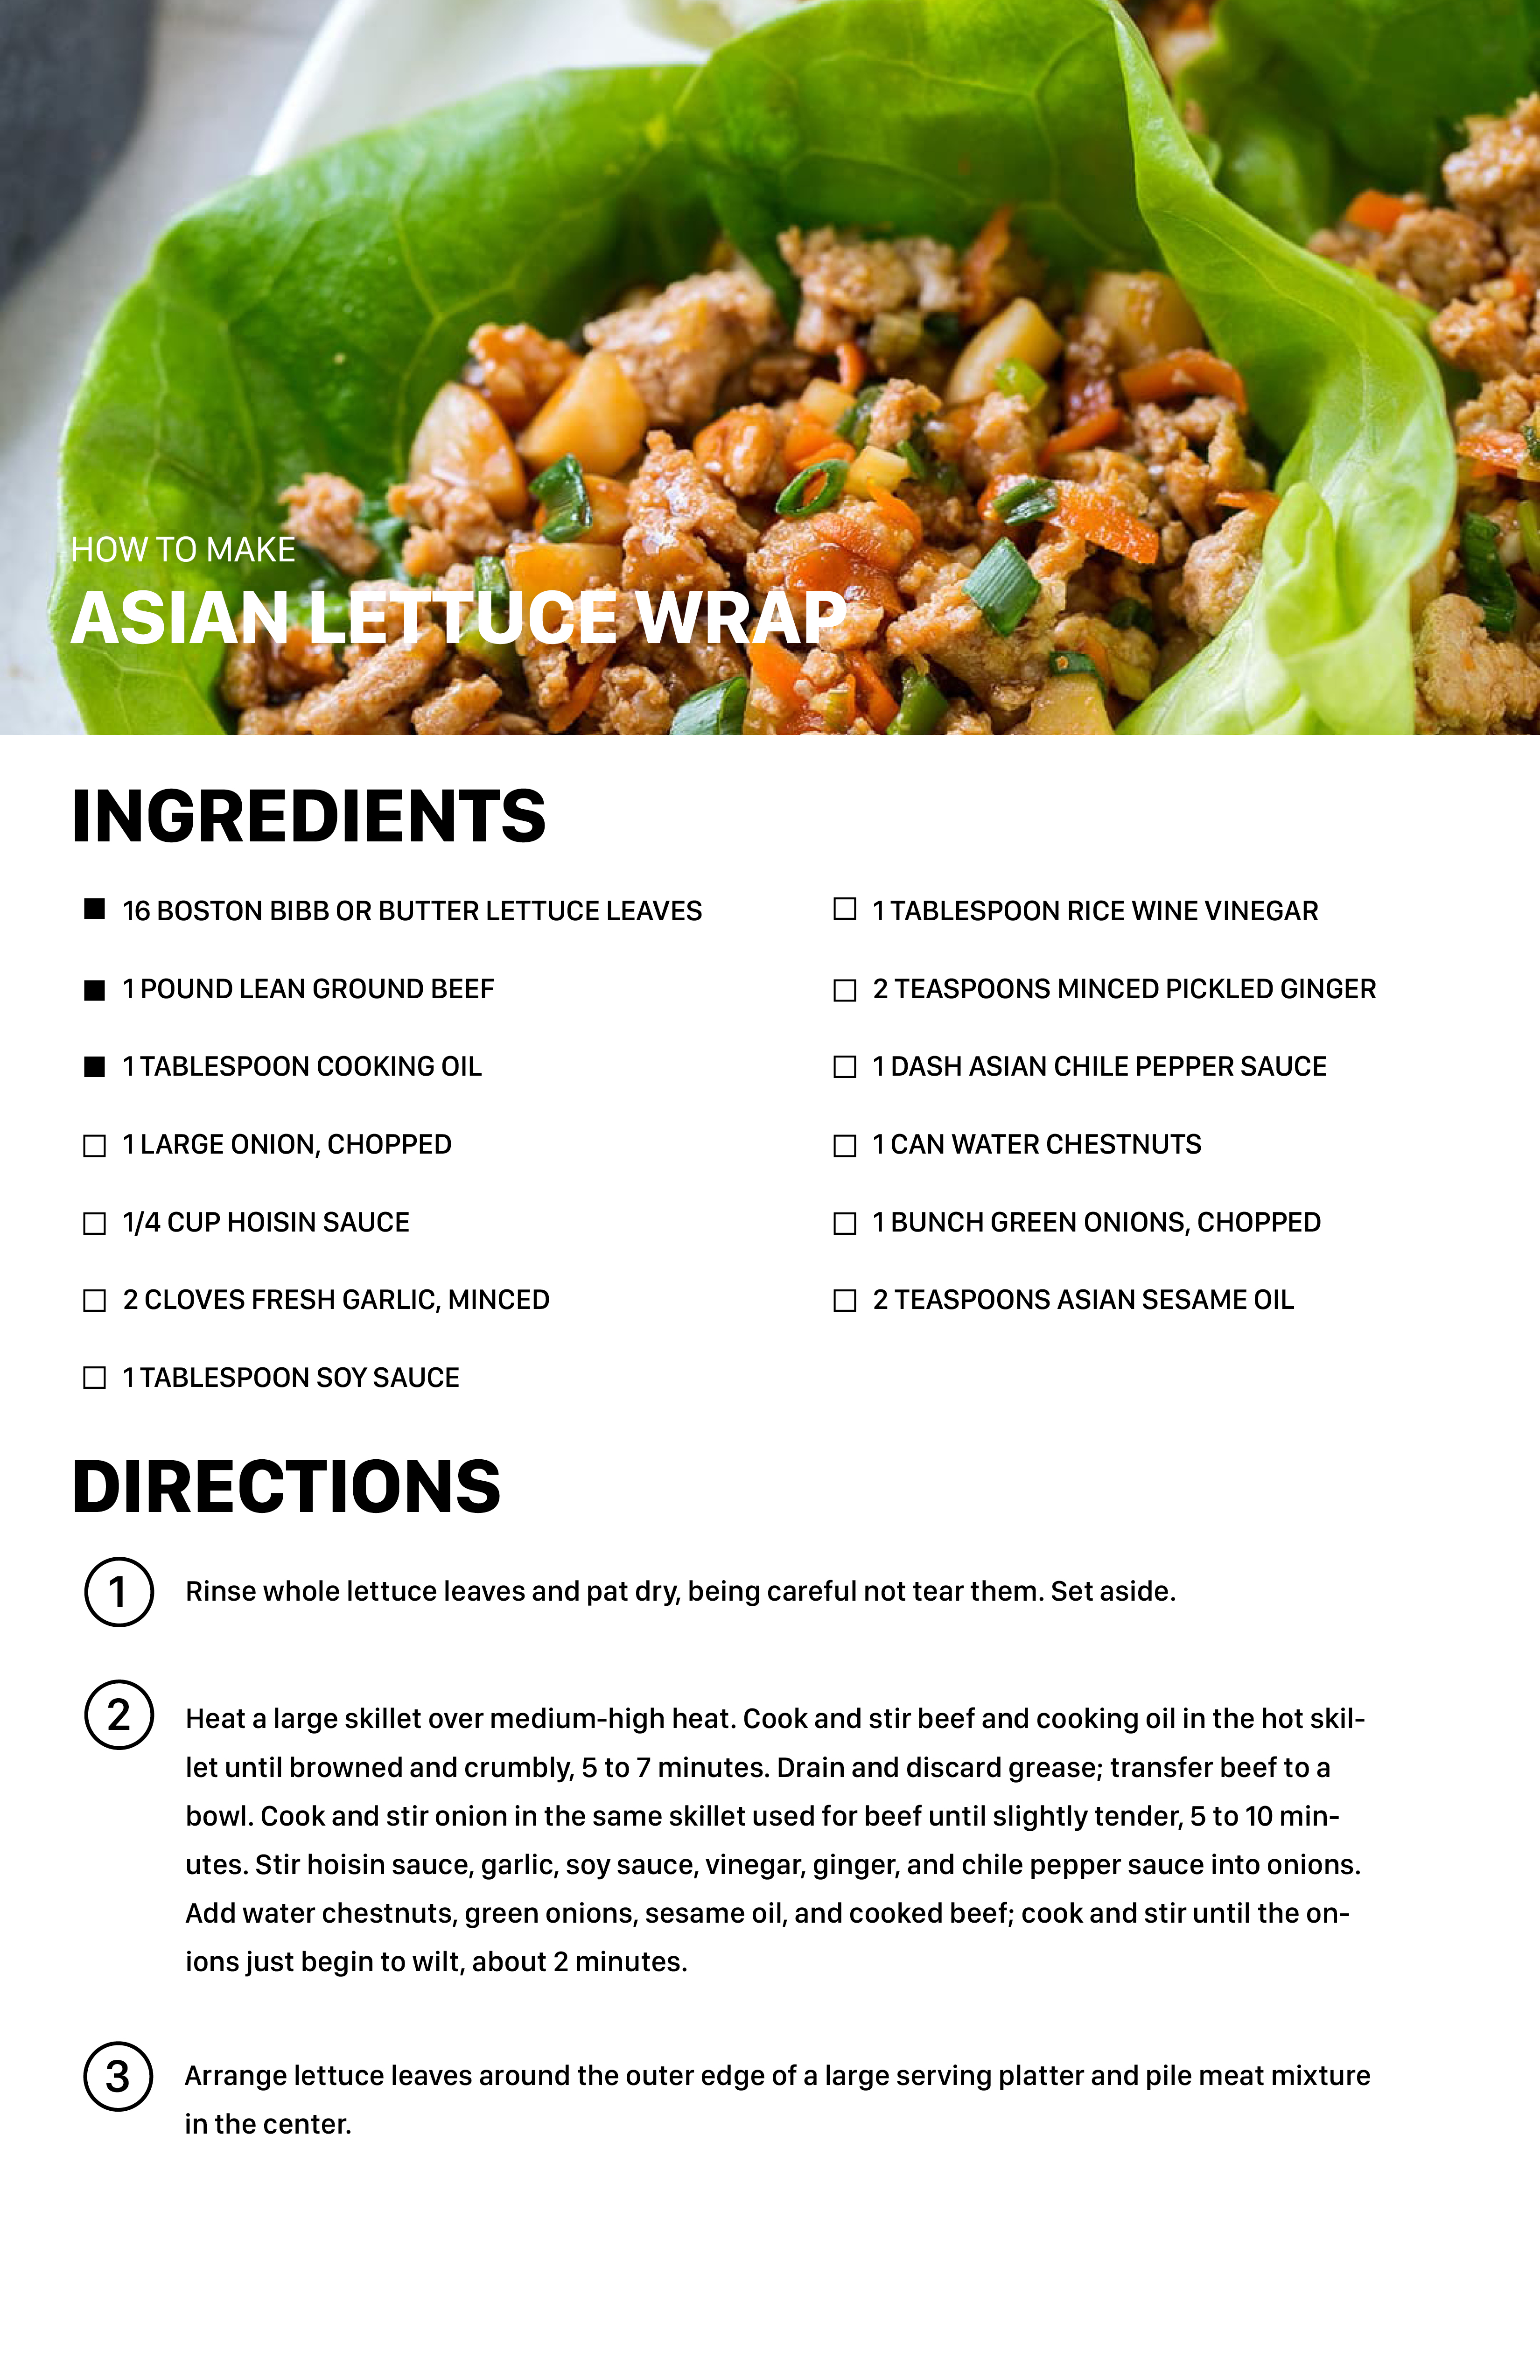 HOW TO MAKE
ASIAN LETTUCE WRAP
INGREDIENTS
16 BOSTON BIBB OR BUTTER LETTUCE LEAVES
1 POUND LEAN GROUND BEEF
1 TABLESPOON COOKING OIL
1 LARGE ONION, CHOPPED
1/4 CUP HOISIN SAUCE
2 CLOVES FRESH GARLIC, MINCED
1 TABLESPOON SOY SAUCE
1 TABLESPOON RICE WINE VINEGAR
2 TEASPOONS MINCED PICKLED GINGER
1 DASH ASIAN CHILE PEPPER SAUCE
1 CAN WATER CHESTNUTS
1 BUNCH GREEN ONIONS, CHOPPED
2 TEASPOONS ASIAN SESAME OIL
DIRECTIONS
1
Rinse whole lettuce leaves and pat dry, being careful not tear them. Set aside.
2
Heat a large skillet over medium-high heat. Cook and stir beef and cooking oil in the hot skil-
let until browned and crumbly, 5 to 7 minutes. Drain and discard grease; transfer beef to a
bowl. Cook and stir onion in the same skillet used for beef until slightly tender, 5 to 10 min-
utes. Stir hoisin sauce, garlic, soy sauce, vinegar, ginger, and chile pepper sauce into onions.
Add water chestnuts, green onions, sesame oil, and cooked beef; cook and stir until the on-
ions just begin to wilt, about 2 minutes.
3
Arrange lettuce leaves around the outer edge of a large serving platter and pile meat mixture
in the center.